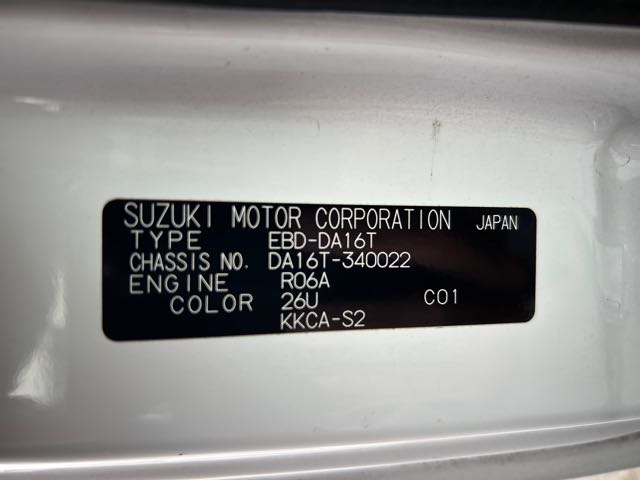 SUZUKI MOTOR CORPORATION JAPAN
TYPE EBD-DA16T
CHASSIS NO. DA16T-340022
ENGINE R06A
COLOR 26U C01
KKCA-S2